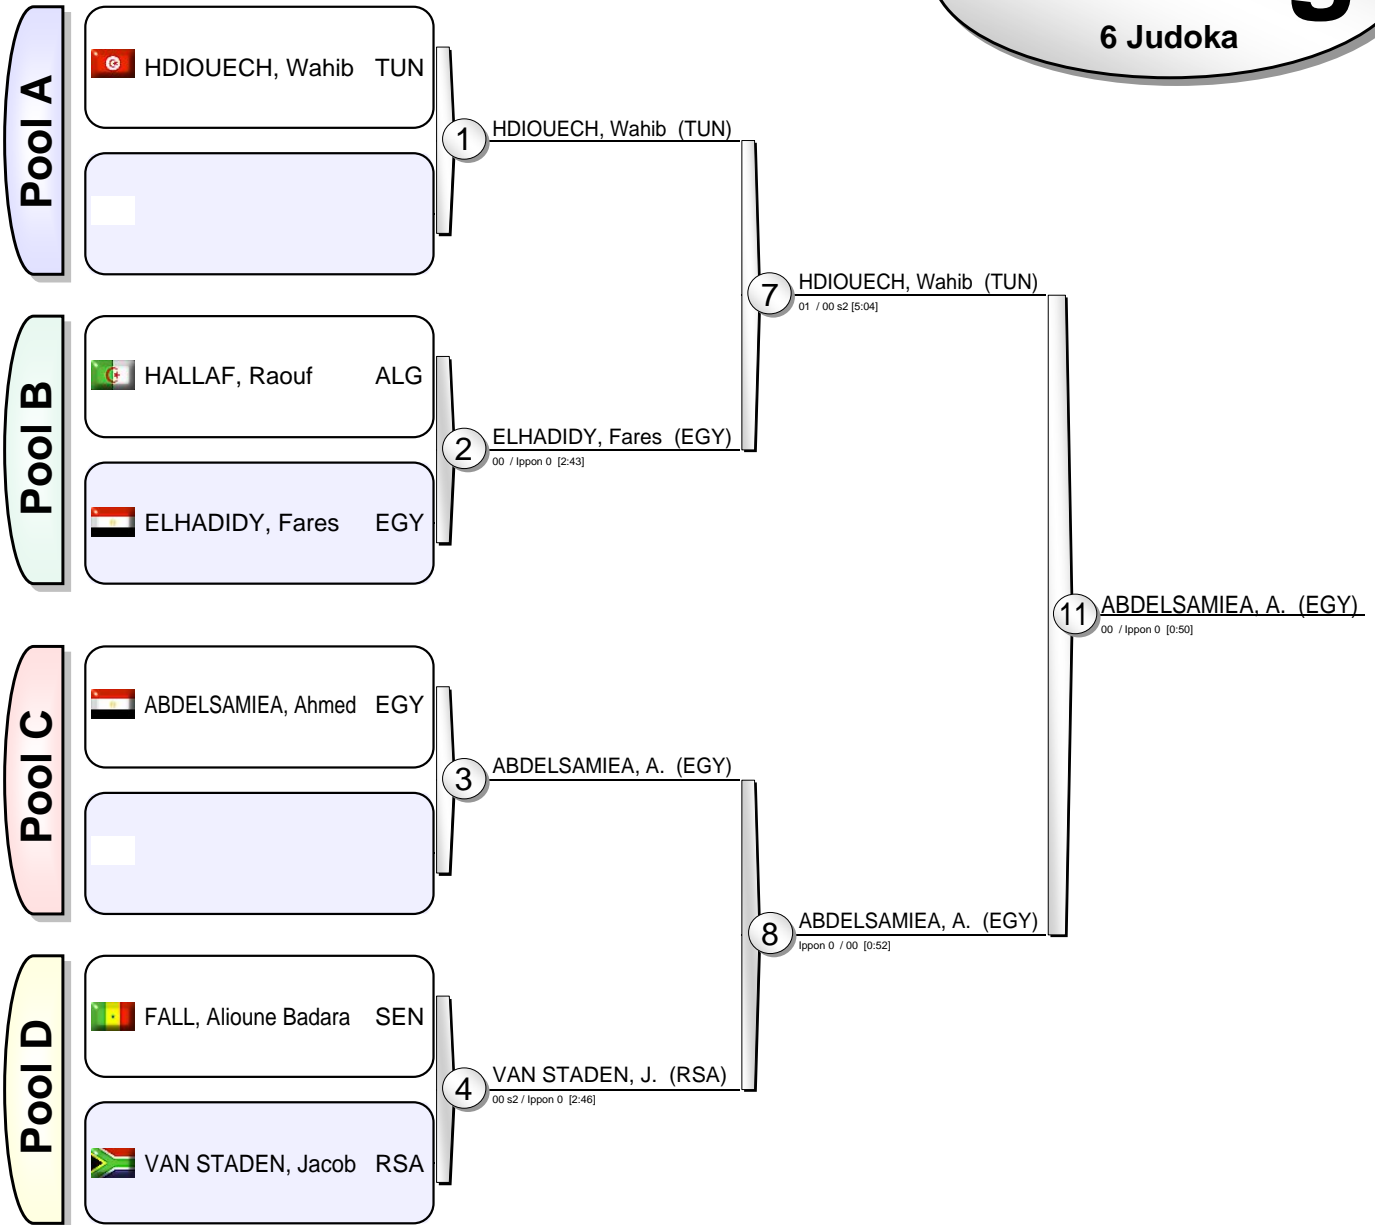 6 Judoka
Pool A
HDIOUECH, Wahib TUN
1
HDIOUECH, Wahib (TUN)
7
HDIOUECH, Wahib (TUN)
01 / 00 s2 [5:04]
Pool B
HALLAF, Raouf ALG
2
ELHADIDY, Fares (EGY)
00 / Ippon 0 [2:43]
ELHADIDY, Fares EGY
11
ABDELSAMIEA, A. (EGY)
00 / Ippon 0 [0:50]
Pool C
ABDELSAMIEA, Ahmed EGY
3
ABDELSAMIEA, A. (EGY)
8
ABDELSAMIEA, A. (EGY)
Ippon 0 / 00 [0:52]
Pool D
FALL, Alioune Badara SEN
4
VAN STADEN, J. (RSA)
00 s2 / Ippon 0 [2:46]
VAN STADEN, Jacob RSA